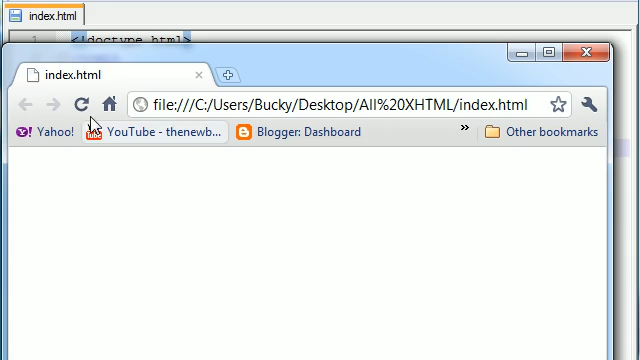 index.html
1 <!doctype html>
index.html
file:///C:/Users/Bucky/Desktop/All%20XHTML/index.html
Y! Yahoo! YouTube - thenewb... Blogger: Dashboard » Other bookmarks